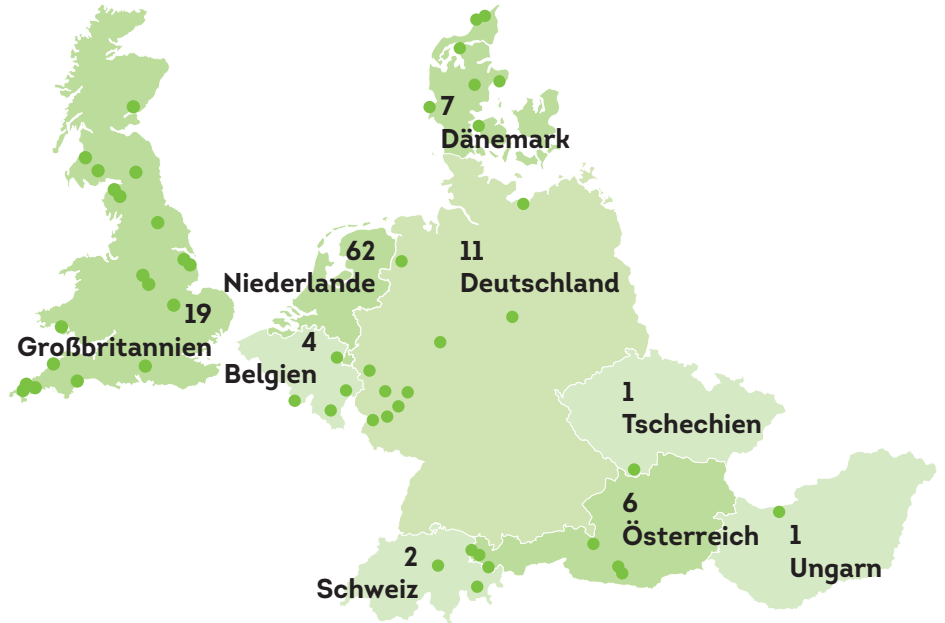 7
Dänemark
62
Niederlande
11
Deutschland
19
Großbritannien
4
Belgien
1
Tschechien
6
Österreich
1
Ungarn
2
Schweiz